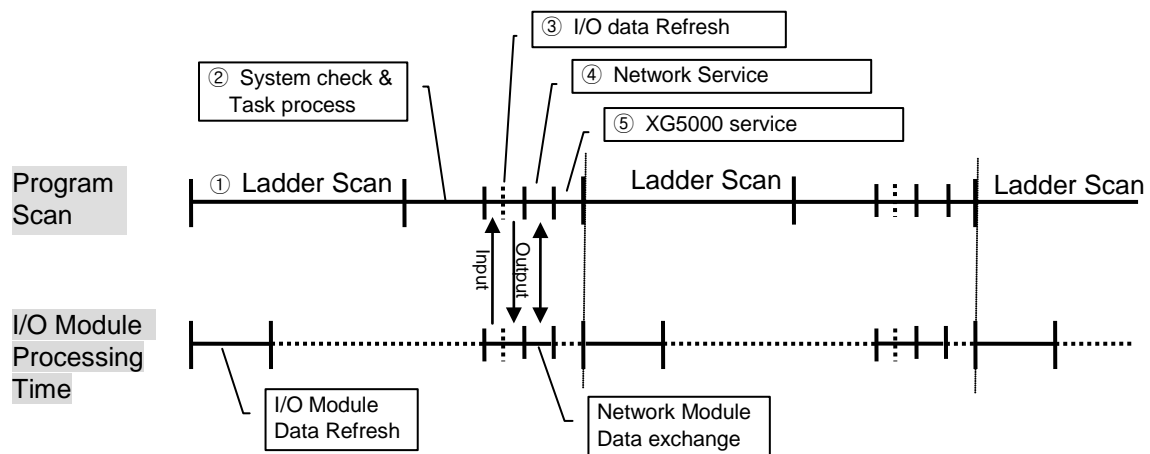 ③ I/O data Refresh
② System check &
Task process
④ Network Service
⑤ XG5000 service
Program
Scan
① Ladder Scan
Ladder Scan
Ladder Scan
Input
Output
I/O Module
Processing
Time
I/O Module
Data Refresh
Network Module
Data exchange